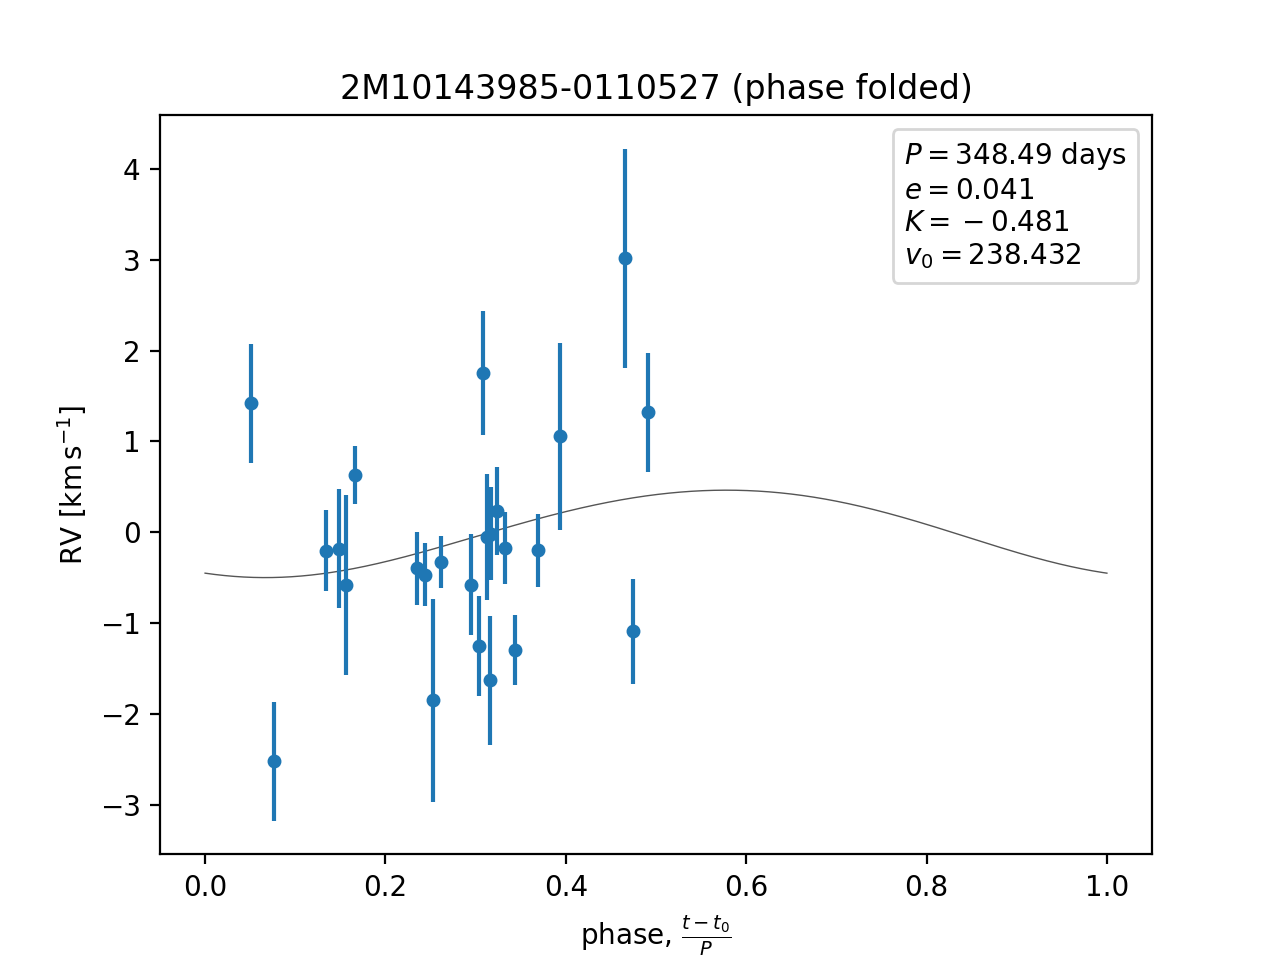 2M10143985-0110527 (phase folded)
P = 348.49 days
e = 0.041
K = −0.481
v₀ = 238.432
4
3
2
1
0
−1
−2
−3
RV [km s⁻¹]
0.0 0.2 0.4 0.6 0.8 1.0
phase, (t − t₀)/P